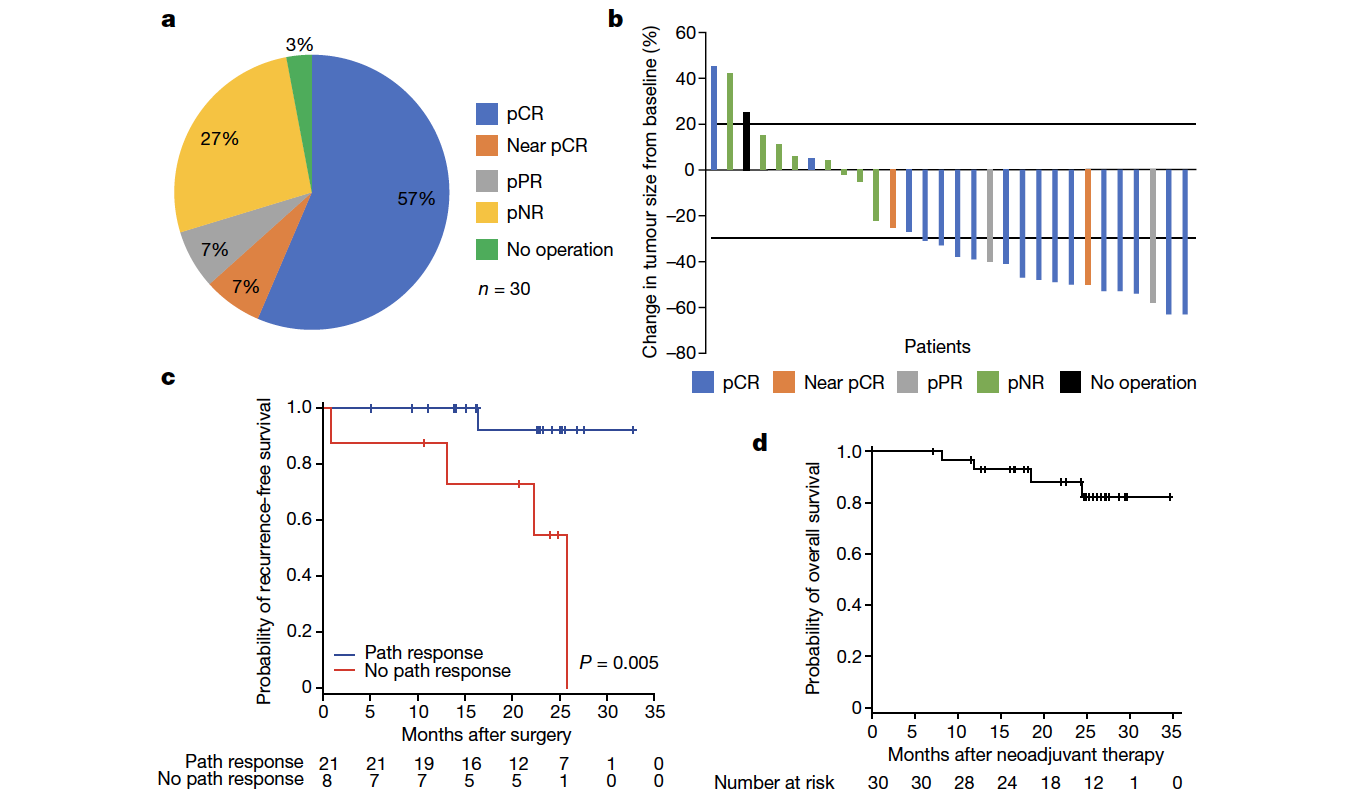 a
3%
27%
57%
7%
7%
pCR
Near pCR
pPR
pNR
No operation
n = 30
b
Change in tumour size from baseline (%)
60
40
20
0
–20
–40
–60
–80
Patients
pCR Near pCR pPR pNR No operation
c
Probability of recurrence-free survival
1.0
0.8
0.6
0.4
0.2
0
Path response
No path response
P = 0.005
0 5 10 15 20 25 30 35
Months after surgery
Path response 21 21 19 16 12 7 1 0
No path response 8 7 7 5 5 1 0 0
d
Probability of overall survival
1.0
0.8
0.6
0.4
0.2
0
0 5 10 15 20 25 30 35
Months after neoadjuvant therapy
Number at risk 30 30 28 24 18 12 1 0